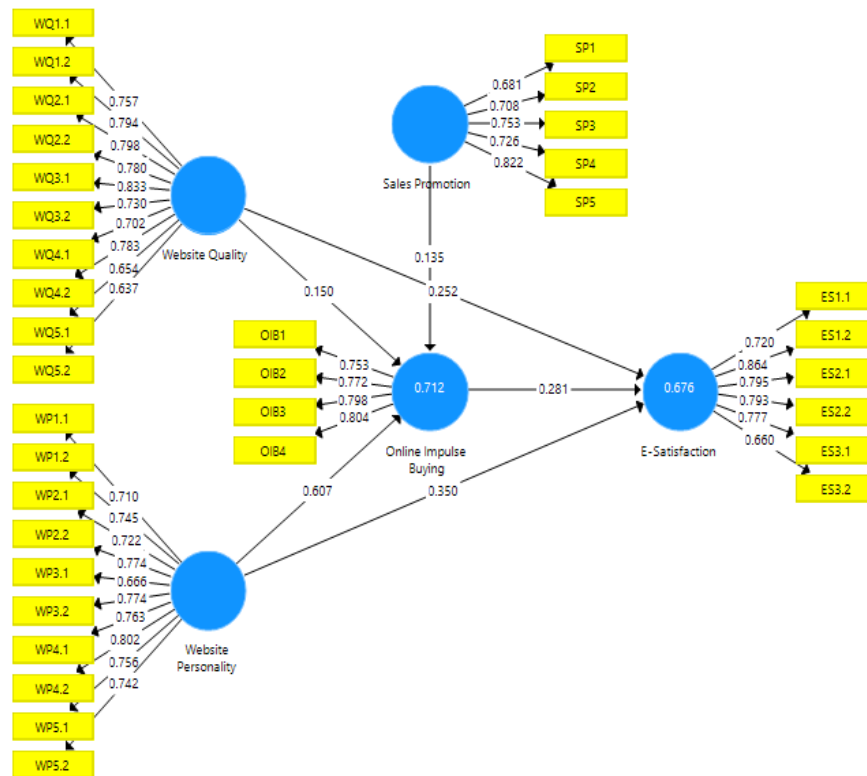 WQ1.1
WQ1.2
WQ2.1
WQ2.2
WQ3.1
WQ3.2
WQ4.1
WQ4.2
WQ5.1
WQ5.2
0.757
0.794
0.798
0.780
0.833
0.730
0.702
0.783
0.654
0.637
Website Quality
SP1
SP2
SP3
SP4
SP5
0.681
0.708
0.753
0.726
0.822
Sales Promotion
0.135
0.252
0.150
OIB1
OIB2
OIB3
OIB4
0.753
0.772
0.798
0.804
0.712
Online Impulse
Buying
0.281
0.676
E-Satisfaction
ES1.1
ES1.2
ES2.1
ES2.2
ES3.1
ES3.2
0.720
0.864
0.795
0.793
0.777
0.660
0.607
0.350
WP1.1
WP1.2
WP2.1
WP2.2
WP3.1
WP3.2
WP4.1
WP4.2
WP5.1
WP5.2
0.710
0.745
0.722
0.774
0.666
0.774
0.763
0.802
0.756
0.742
Website
Personality